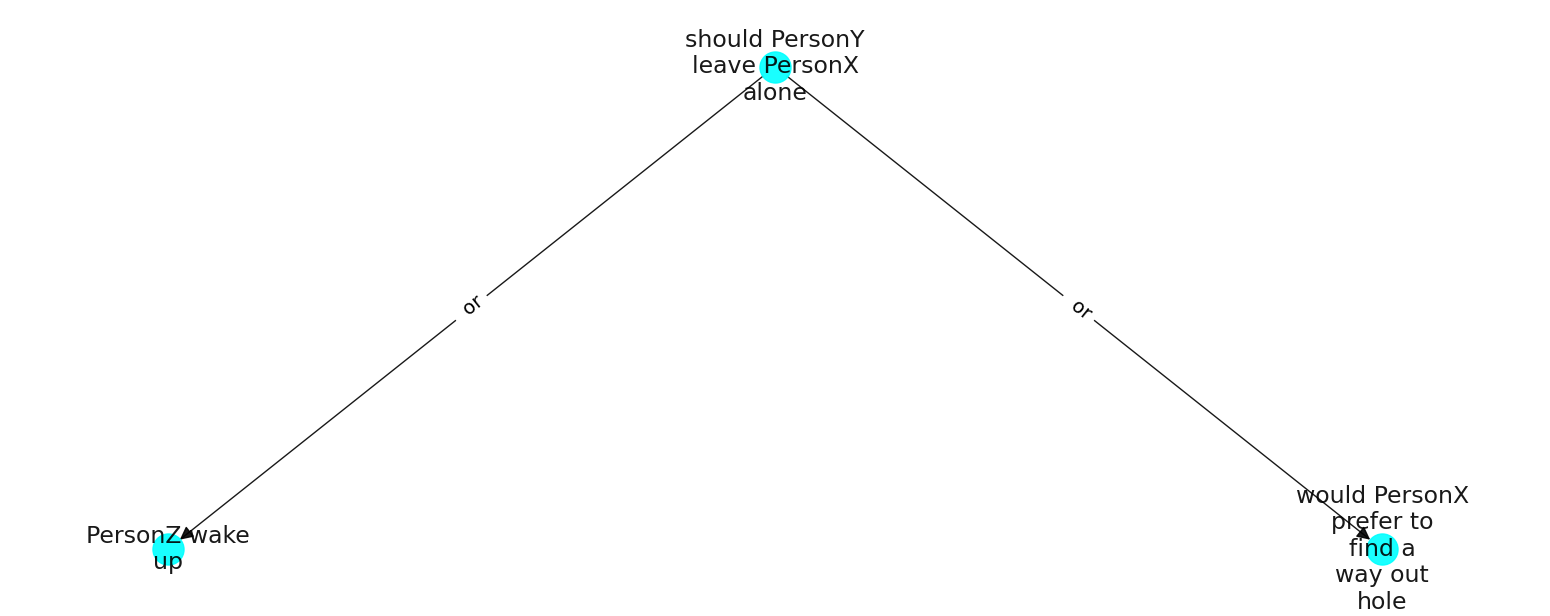 should PersonY
leave PersonX
alone
or
or
PersonZ wake
up
would PersonX
prefer to
find a
way out
hole